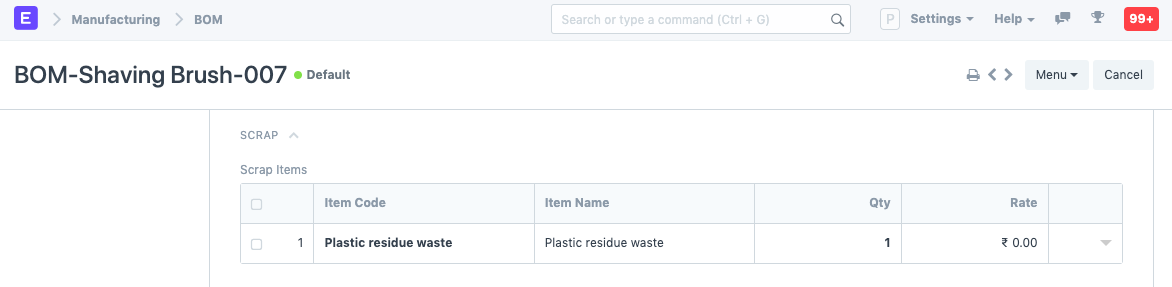 E Manufacturing BOM Search or type a command (Ctrl + G) P Settings Help 99+
BOM-Shaving Brush-007 Default Menu Cancel
SCRAP
Scrap Items
Item Code Item Name Qty Rate
1 Plastic residue waste Plastic residue waste 1 ₹ 0.00